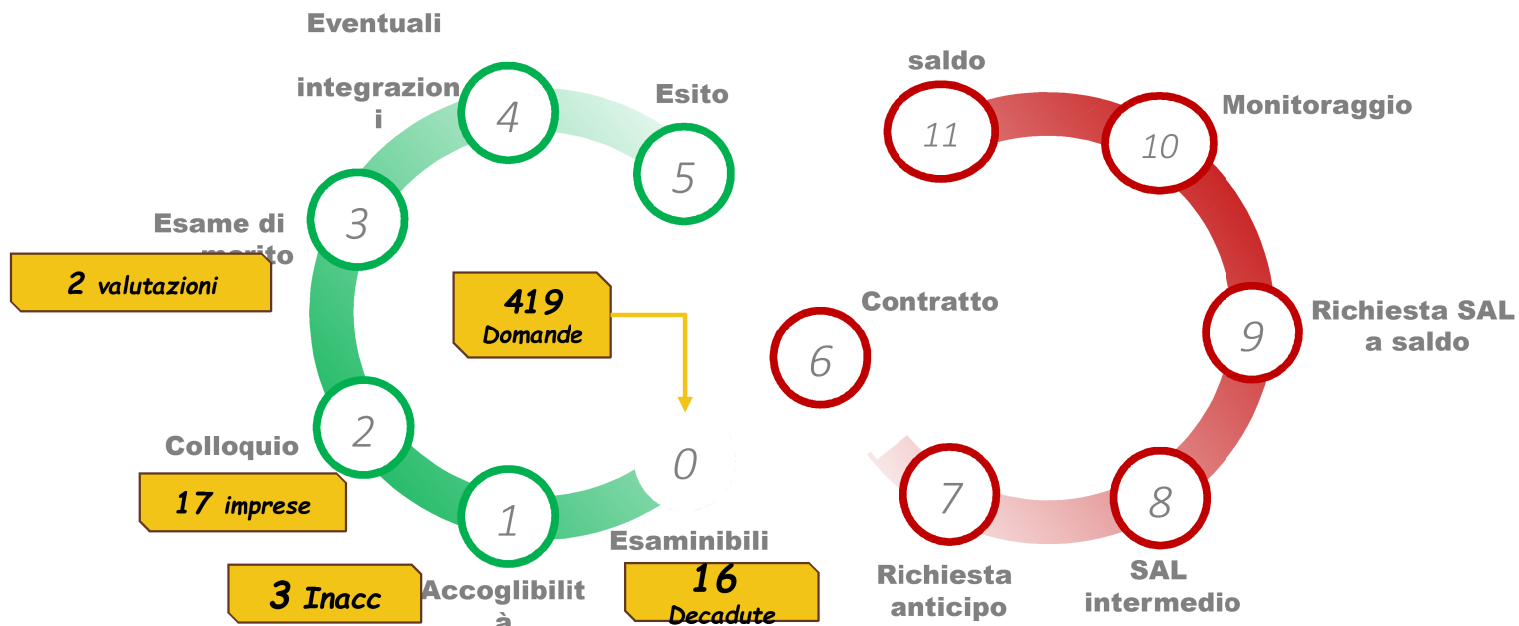 Eventuali
integrazion
i
4
Esito
5
3
Esame di
merito
2 valutazioni
419
Domande
2
Colloquio
17 imprese
1
0
Esaminibili
16
Decadute
3 Inacc
Accoglibilit
à
saldo
11
10
Monitoraggio
Contratto
6
9
Richiesta SAL
a saldo
7
8
Richiesta
anticipo
SAL
intermedio